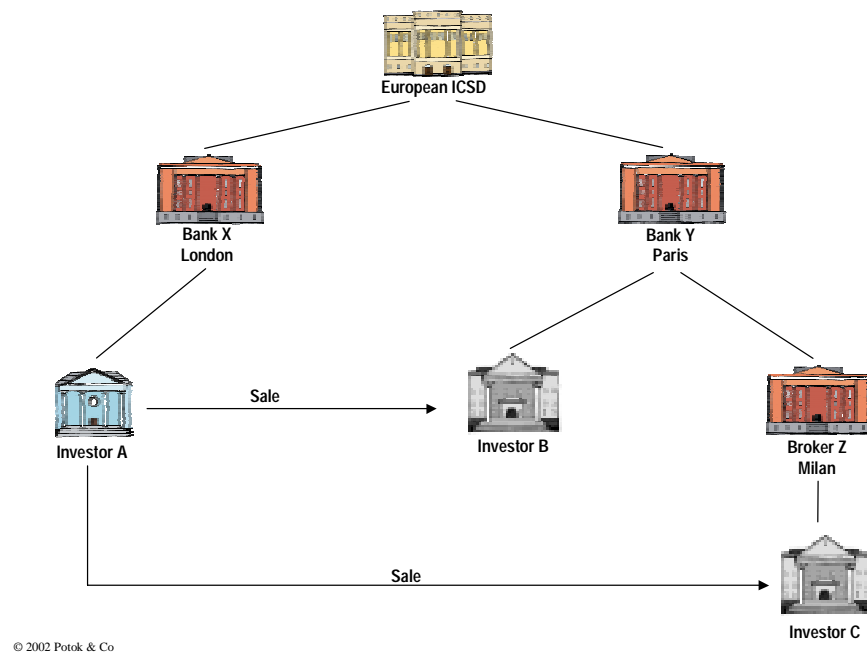 European ICSD
Bank X
London
Bank Y
Paris
Sale
Investor A
Investor B
Broker Z
Milan
Sale
Investor C
© 2002 Potok & Co